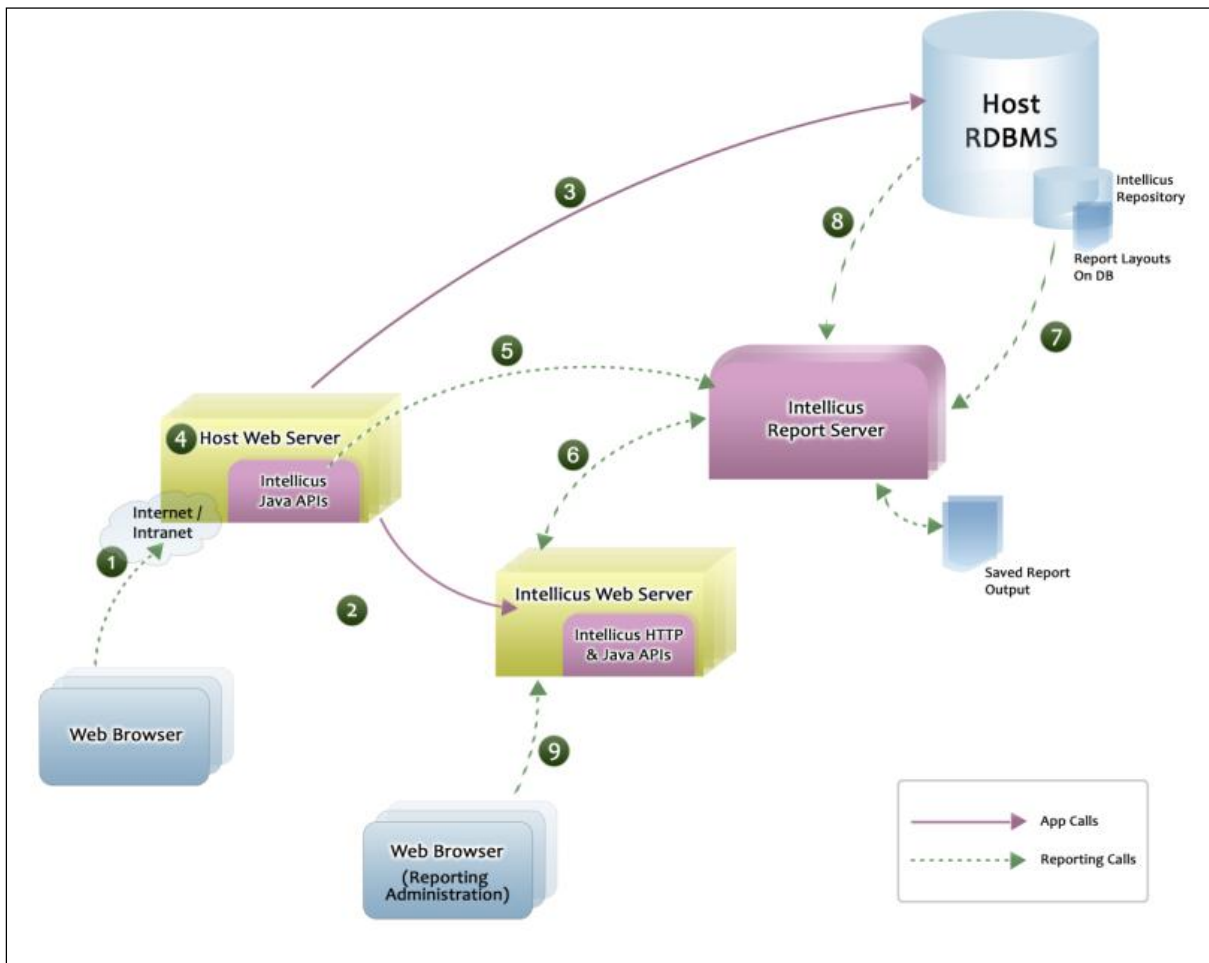 Host
RDBMS
Intellicus
Repository
Report Layouts
On DB
3
8
7
5
Intellicus
Report Server
4
Host Web Server
Intellicus
Java APIs
6
Internet /
Intranet
1
Saved Report
Output
2
Intellicus Web Server
Intellicus HTTP
& Java APIs
Web Browser
9
Web Browser
(Reporting
Administration)
App Calls
Reporting Calls